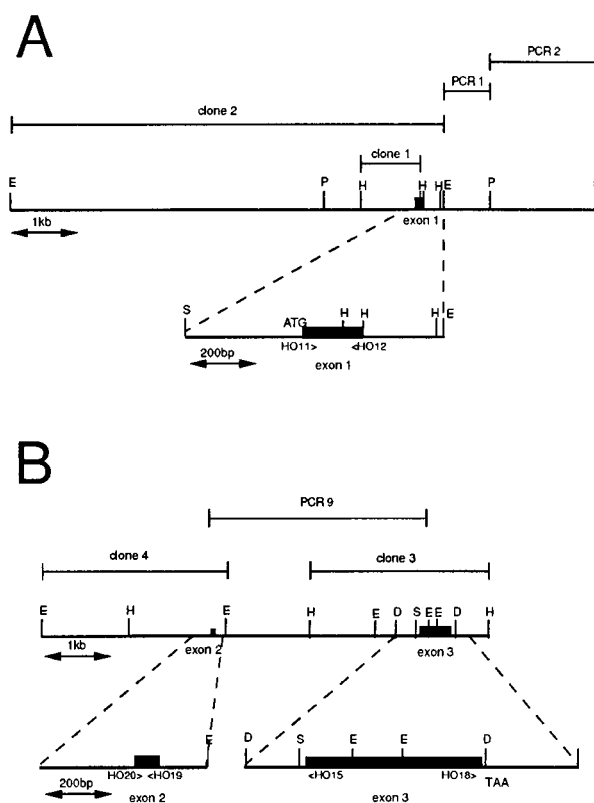 A
PCR 2
PCR 1
clone 2
clone 1
E P H H H E P
exon 1
1kb
S ATG H H H E
HO11> <HO12
200bp
exon 1
B
PCR 9
clone 4 clone 3
E H E H E D S E E D H
exon 2 exon 3
1kb
E D S E E D
HO20> <HO19 <HO15 HO18> TAA
200bp
exon 2 exon 3